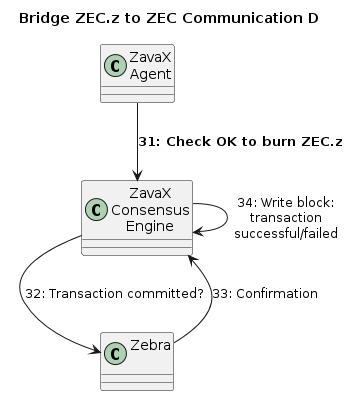 Bridge ZEC.z to ZEC Communication D
C
ZavaX
Agent
31: Check OK to burn ZEC.z
C
ZavaX
Consensus
Engine
34: Write block:
transaction
successful/failed
32: Transaction committed?
33: Confirmation
C
Zebra